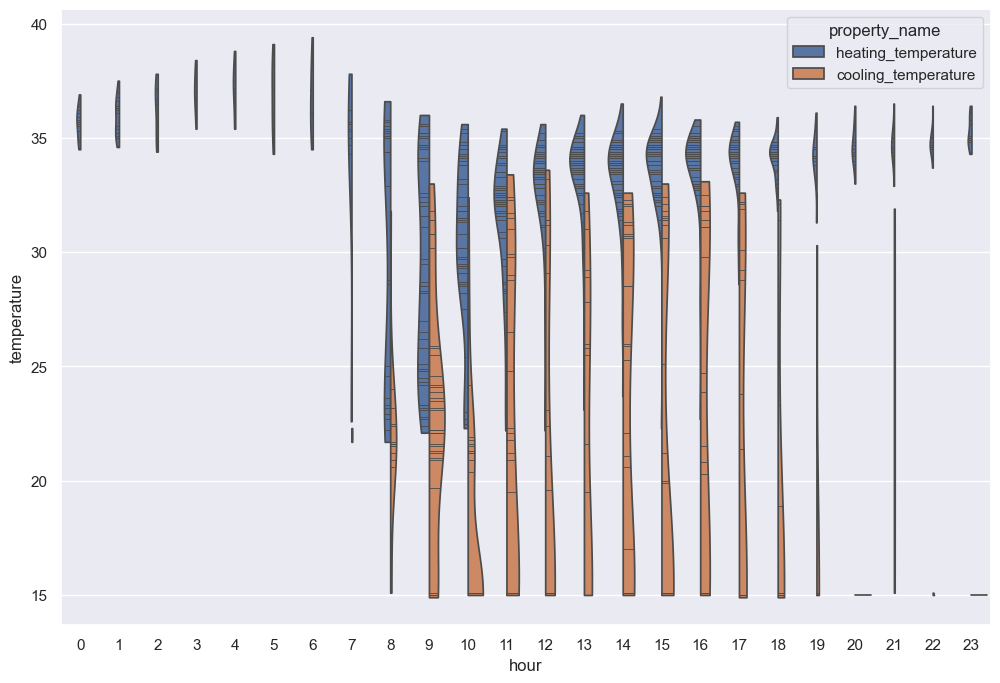 property_name
heating_temperature
cooling_temperature
temperature
40
35
30
25
20
15
0 1 2 3 4 5 6 7 8 9 10 11 12 13 14 15 16 17 18 19 20 21 22 23
hour